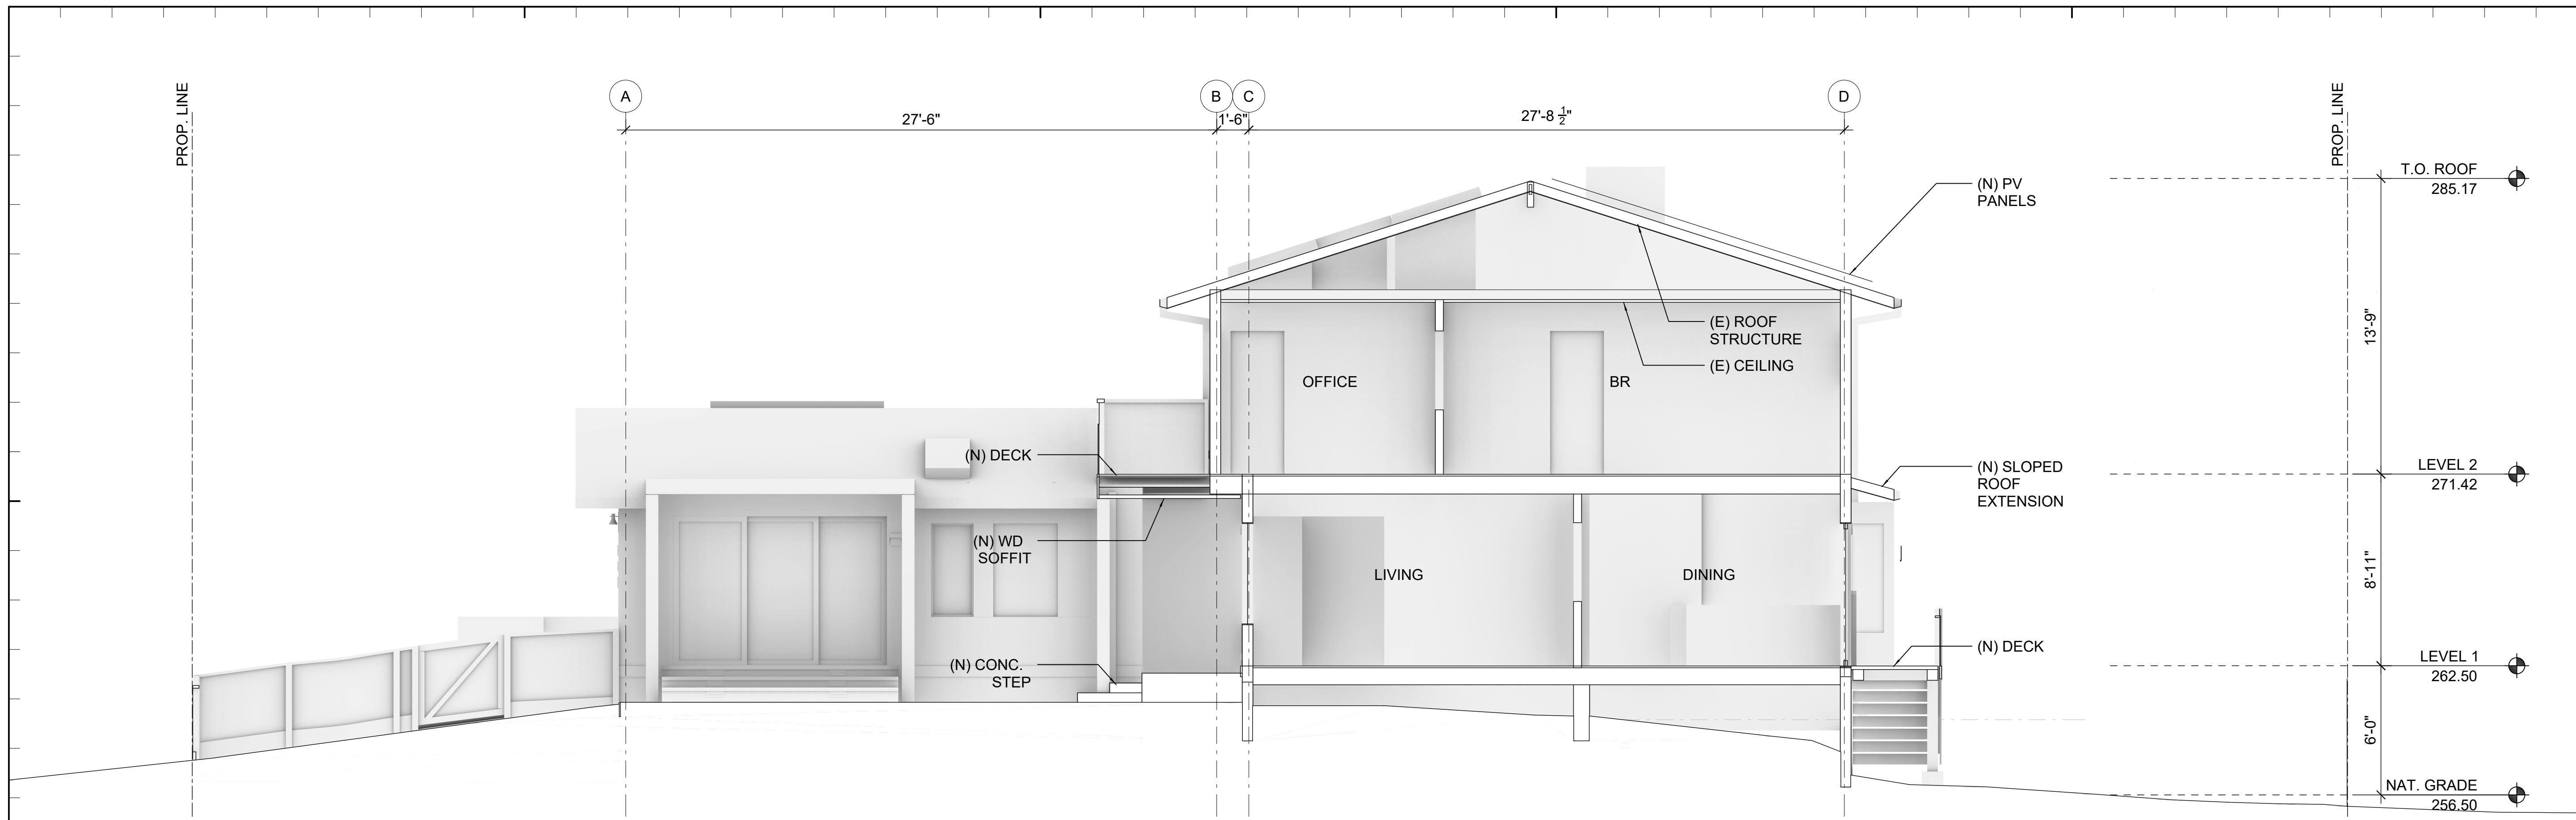 A
B
C
D
PROP. LINE
PROP. LINE
27'-6"
1'-6"
27'-8 1/2"
T.O. ROOF
285.17
(N) PV
PANELS
(E) ROOF
STRUCTURE
(E) CEILING
13'-9"
OFFICE
BR
(N) DECK
(N) SLOPED
ROOF
EXTENSION
LEVEL 2
271.42
(N) WD
SOFFIT
LIVING
DINING
8'-11"
(N) CONC.
STEP
(N) DECK
LEVEL 1
262.50
6'-0"
NAT. GRADE
256.50